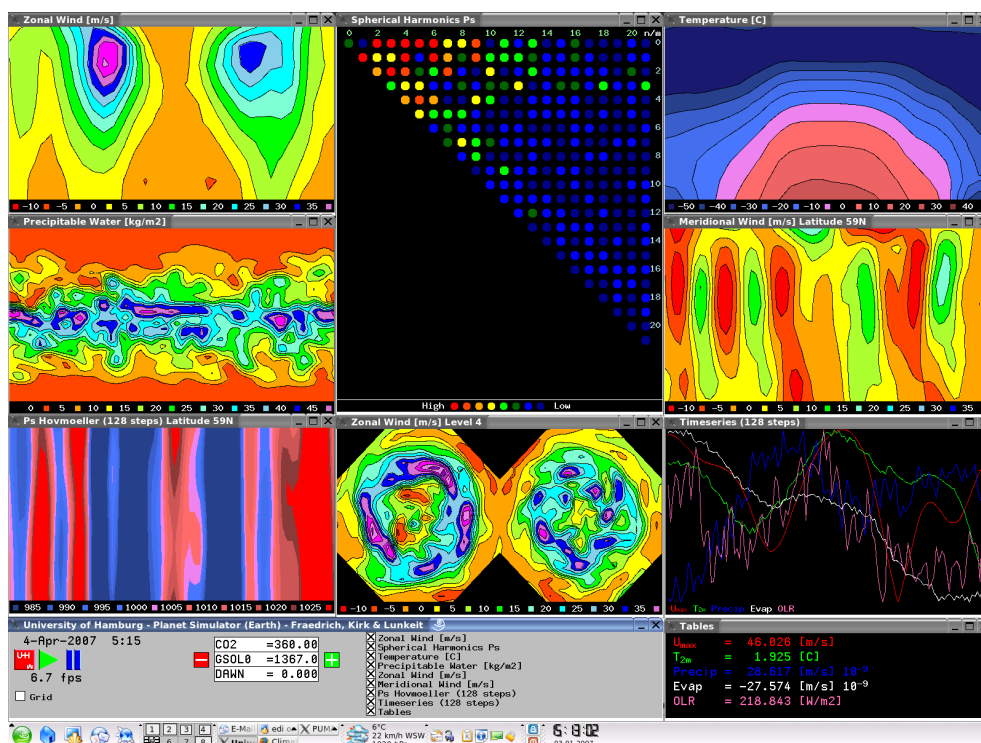 Zonal Wind [m/s]
-10 -5 0 5 10 15 20 25 30 35
Spherical Harmonics Ps
0 2 4 6 8 10 12 14 16 18 20 n/m
0
2
4
6
8
10
12
14
16
18
20
High Low
Temperature [C]
-50 -40 -30 -20 -10 0 10 20 30 40
Precipitable Water [kg/m2]
0 5 10 15 20 25 30 35 40 45
Meridional Wind [m/s] Latitude 59N
-10 -5 0 5 10 15 20 25 30 35
Ps Hovmoeller (128 steps) Latitude 59N
985 990 995 1000 1005 1010 1015 1020 1025
Zonal Wind [m/s] Level 4
-10 -5 0 5 10 15 20 25 30 35
Timeseries (128 steps)
Umax T2m Precip Evap OLR
University of Hamburg - Planet Simulator (Earth) - Fraedrich, Kirk & Lunkeit
4-Apr-2007 5:15
6.7 fps
Grid
CO2 =360.00
GSOL0 =1367.0
DAWN = 0.000
Zonal Wind [m/s]
Spherical Harmonics Ps
Temperature [C]
Precipitable Water [kg/m2]
Zonal Wind [m/s]
Meridional Wind [m/s]
Ps Hovmoeller (128 steps)
Timeseries (128 steps)
Tables
Tables
Umax = 46.026 [m/s]
T2m = 1.925 [C]
Precip = 28.817 [m/s] 10-9
Evap = -27.574 [m/s] 10-9
OLR = 218.843 [W/m2]
1 2 3 4
7
E-Mai
edi o
PUM
Clima
6°C
22 km/h WSW
6:13:02